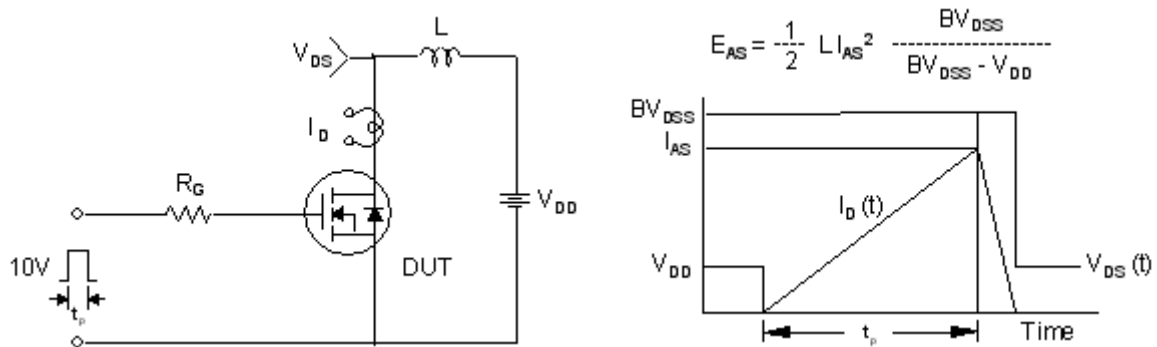 L
V_DS
I_D
R_G
V_DD
10V
DUT
t_p
E_AS = 1/2 L I_AS² BV_DSS / BV_DSS - V_DD
BV_DSS
I_AS
I_D (t)
V_DD
V_DS (t)
t_p
Time